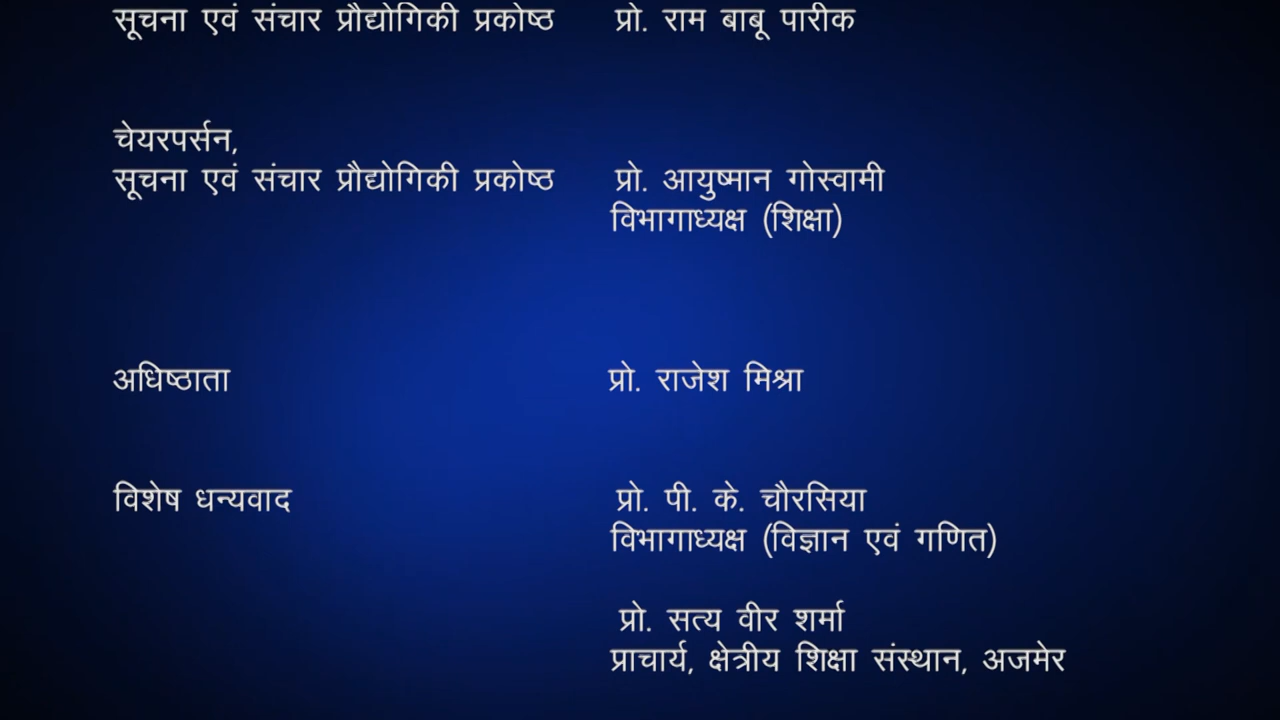 सूचना एवं संचार प्रौद्योगिकी प्रकोष्ठ प्रो. राम बाबू पारीक
चेयरपर्सन,
सूचना एवं संचार प्रौद्योगिकी प्रकोष्ठ प्रो. आयुष्मान गोस्वामी
विभागाध्यक्ष (शिक्षा)
अधिष्ठाता प्रो. राजेश मिश्रा
विशेष धन्यवाद प्रो. पी. के. चौरसिया
विभागाध्यक्ष (विज्ञान एवं गणित)
प्रो. सत्य वीर शर्मा
प्राचार्य, क्षेत्रीय शिक्षा संस्थान, अजमेर